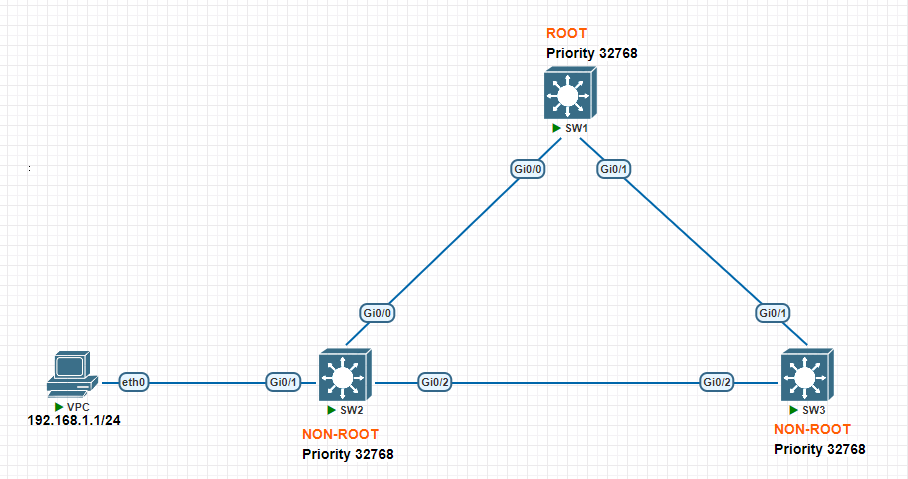 ROOT
Priority 32768
SW1
Gi0/0
Gi0/1
:
Gi0/0
Gi0/1
eth0
Gi0/1
Gi0/2
Gi0/2
VPC
192.168.1.1/24
SW2
SW3
NON-ROOT
Priority 32768
NON-ROOT
Priority 32768